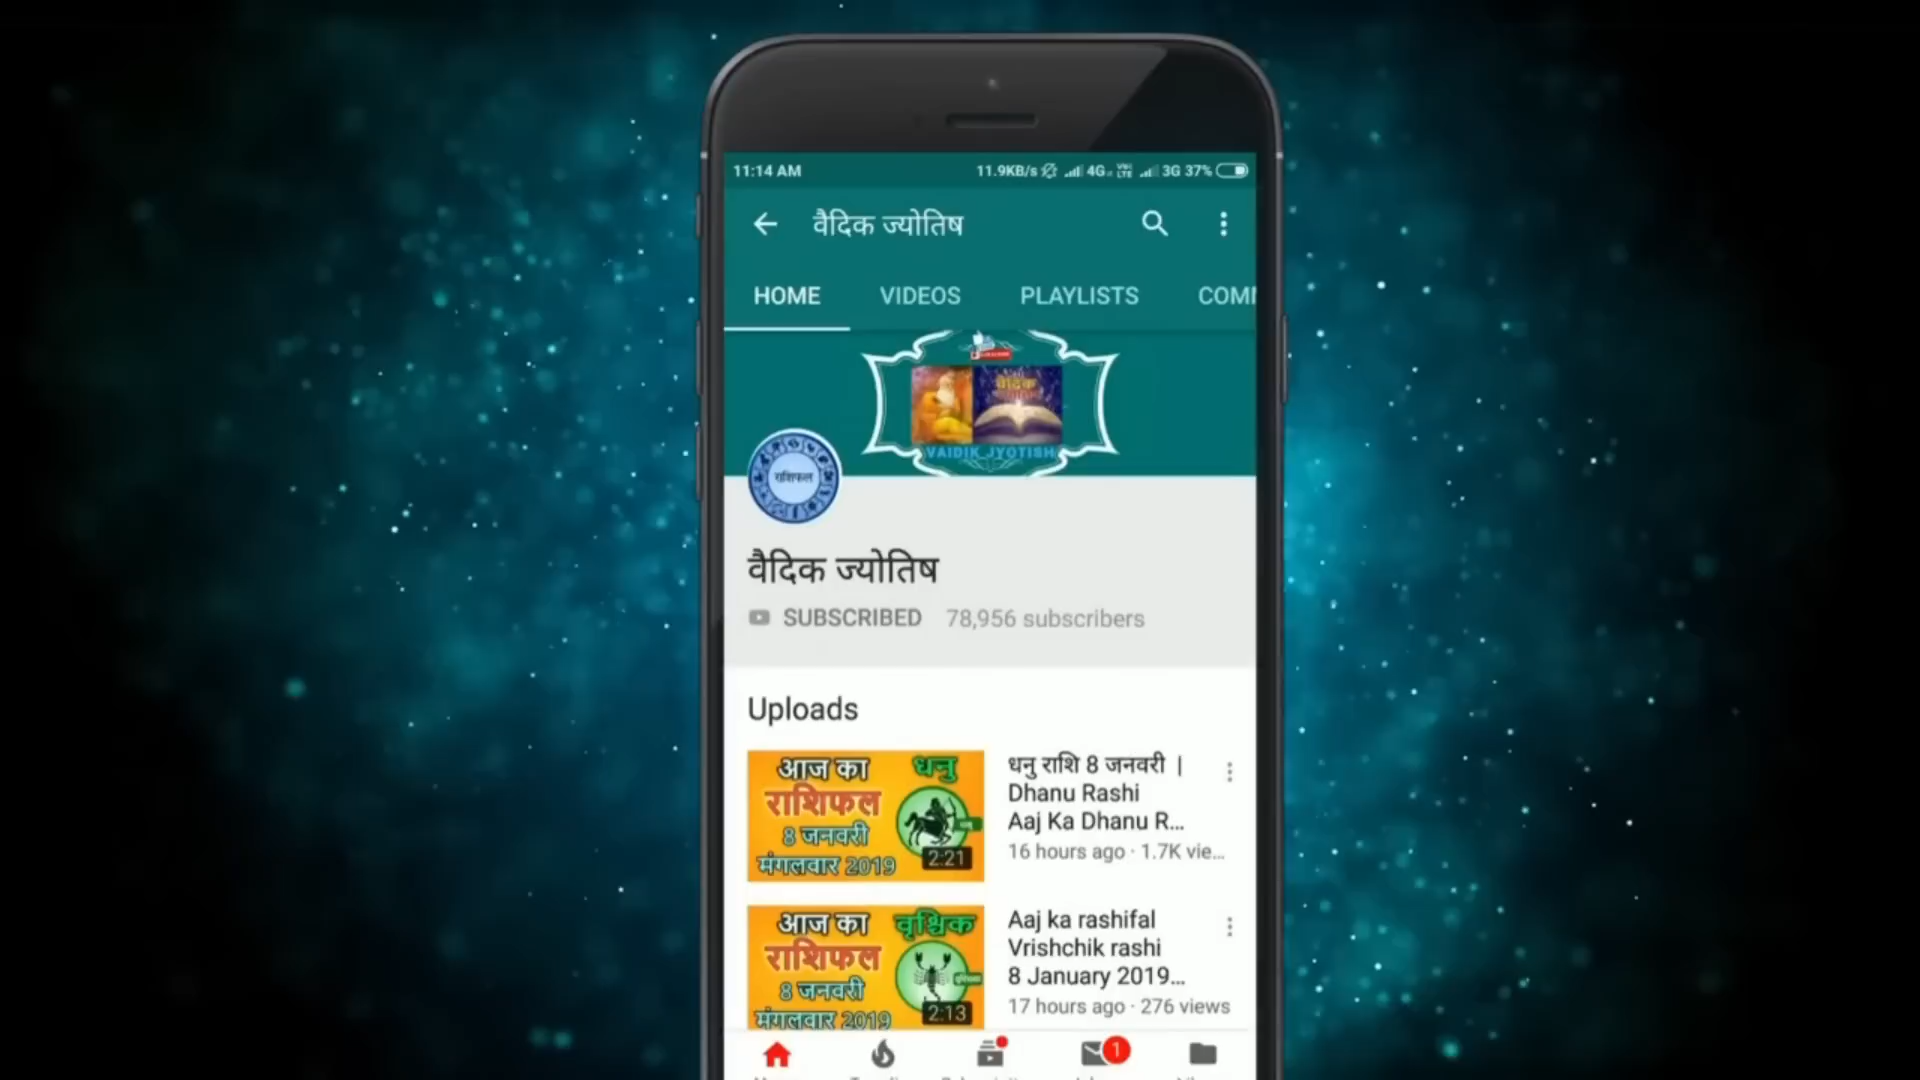 11:14 AM
11.9KB/s 4G VoLTE 3G 37%
वैदिक ज्योतिष
HOME VIDEOS PLAYLISTS COM
SUBSCRIBE
वैदिक
VAIDIK JYOTISH
राशिफल
वैदिक ज्योतिष
SUBSCRIBED 78,956 subscribers
Uploads
आज का धनु
राशिफल
8 जनवरी
मंगलवार 2019
2:21
धनु राशि 8 जनवरी |
Dhanu Rashi
Aaj Ka Dhanu R...
16 hours ago · 1.7K vie...
आज का वृश्चिक
राशिफल
8 जनवरी
मंगलवार 2019
2:13
Aaj ka rashifal
Vrishchik rashi
8 January 2019...
17 hours ago · 276 views
1